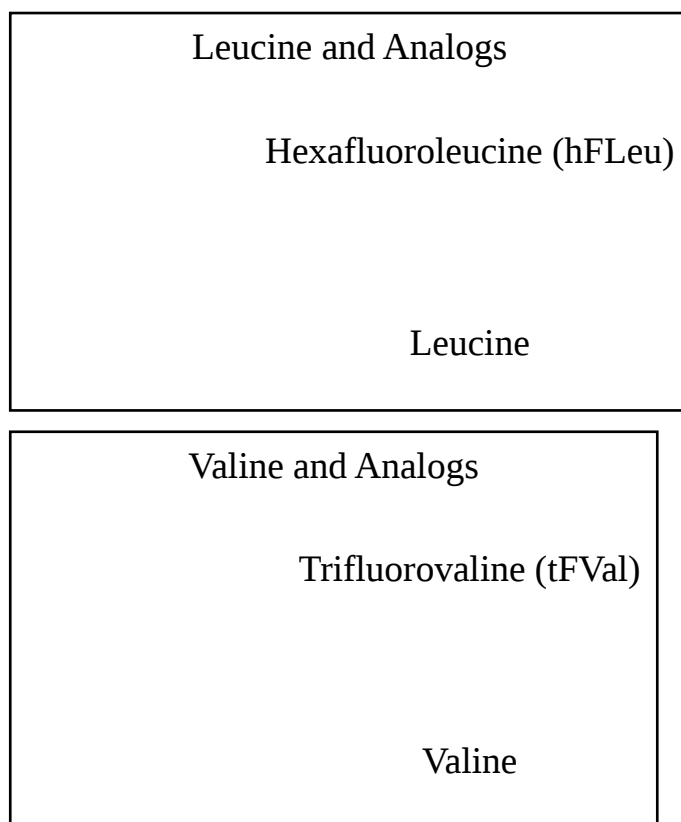 Leucine and Analogs
Hexafluoroleucine (hFLeu)
Leucine
Valine and Analogs
Trifluorovaline (tFVal)
Valine